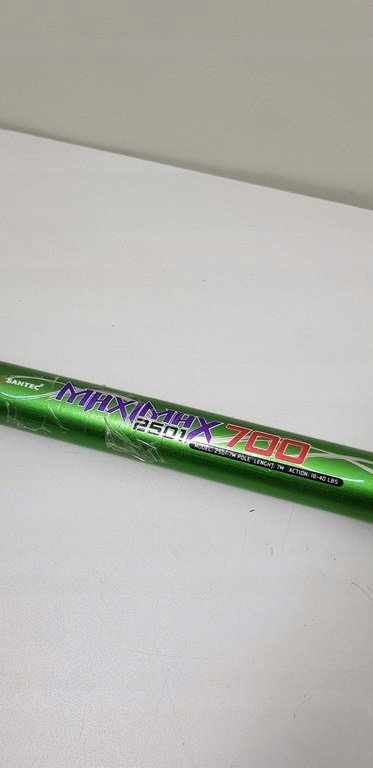 SANTEC®
MAXIMAX 700
2501
MODEL: 2501-7M POLE LENGHT: 7M ACTION: 10-40 LBS